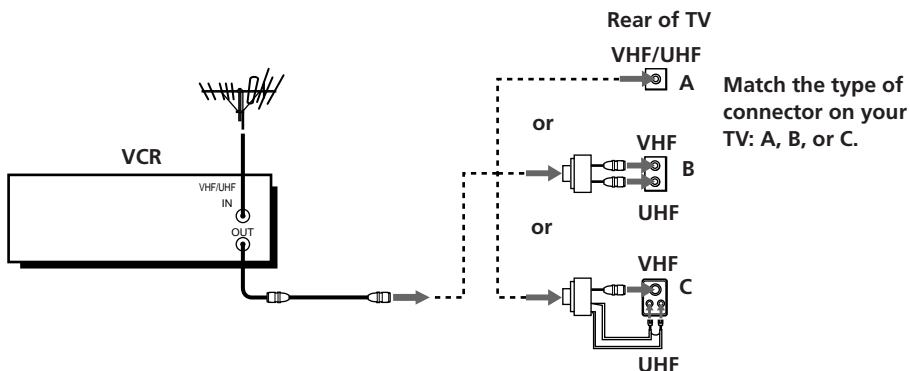 Rear of TV
VHF/UHF
A
Match the type of
connector on your
TV: A, B, or C.
or
VHF
B
UHF
VCR
VHF/UHF
IN
OUT
or
VHF
C
UHF